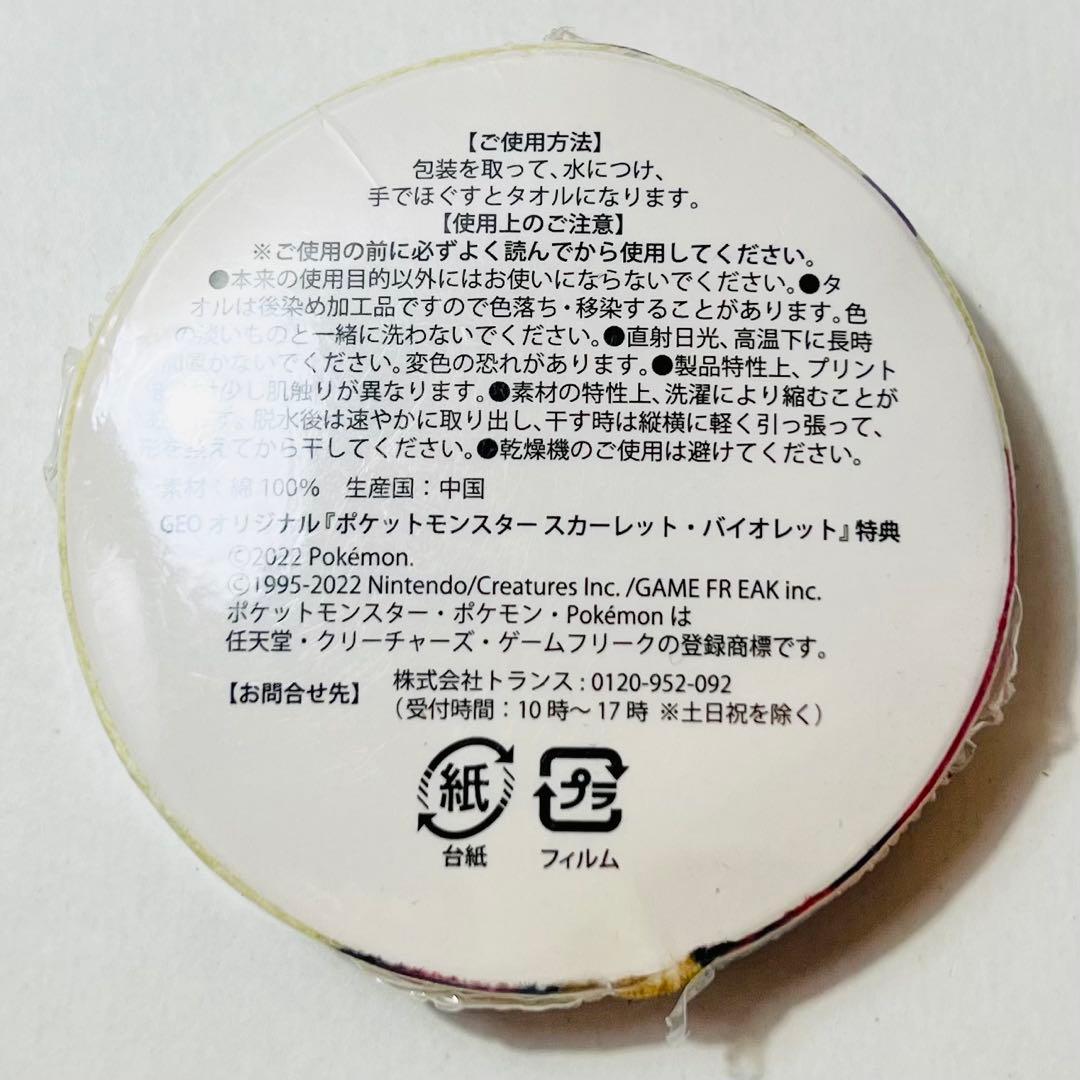 【ご使用方法】
包装を取って、水につけ、
手でほぐすとタオルになります。
【使用上のご注意】
※ご使用の前に必ずよく読んでから使用してください。
●本来の使用目的以外にはお使いにならないでください。●タ
オルは後染め加工品ですので色落ち・移染することがあります。色
の淡いものと一緒に洗わないでください。●直射日光、高温下に長時
間置かないでください。変色の恐れがあります。●製品特性上、プリント
少し肌触りが異なります。●素材の特性上、洗濯により縮むことが
す。脱水後は速やかに取り出し、干す時は縦横に軽く引っ張って、
形を整えてから干してください。●乾燥機のご使用は避けてください。
素材：綿100%　生産国：中国
GEOオリジナル『ポケットモンスター スカーレット・バイオレット』特典
©2022 Pokémon.
©1995-2022 Nintendo/Creatures Inc. /GAME FR EAK inc.
ポケットモンスター・ポケモン・Pokémonは
任天堂・クリーチャーズ・ゲームフリークの登録商標です。
【お問合せ先】　株式会社トランス：0120-952-092
（受付時間：10時～17時 ※土日祝を除く）
紙　プラ
台紙　フィルム